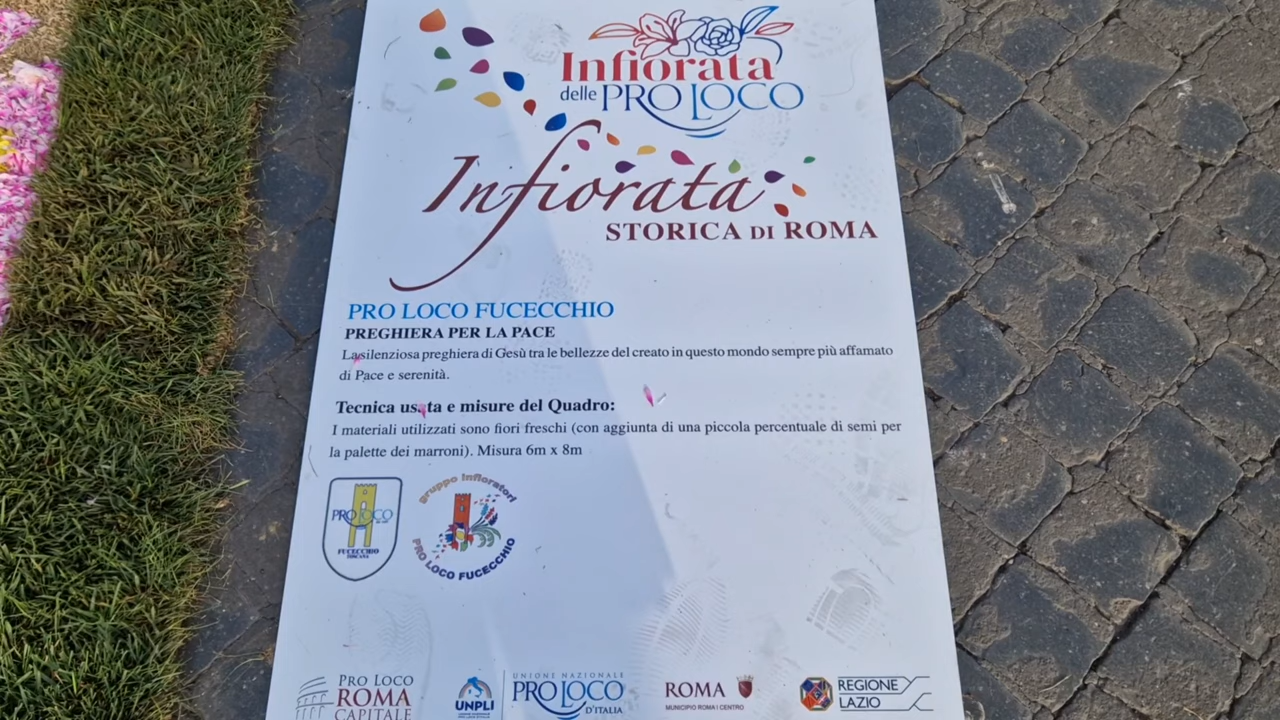 Infiorata
delle PRO LOCO
Infiorata
STORICA DI ROMA
PRO LOCO FUCECCHIO
PREGHIERA PER LA PACE
La silenziosa preghiera di Gesù tra le bellezze del creato in questo mondo sempre più affamato
di Pace e serenità.
Tecnica usata e misure del Quadro:
I materiali utilizzati sono fiori freschi (con aggiunta di una piccola percentuale di semi per
la palette dei marroni). Misura 6m x 8m
PRO LOCO
FUCECCHIO
TOSCANA
gruppo infioratori
PRO LOCO FUCECCHIO
PRO LOCO
ROMA
CAPITALE
UNPLI
UNIONE NAZIONALE
PRO LOCO
D'ITALIA
ROMA
MUNICIPIO ROMA I CENTRO
REGIONE
LAZIO